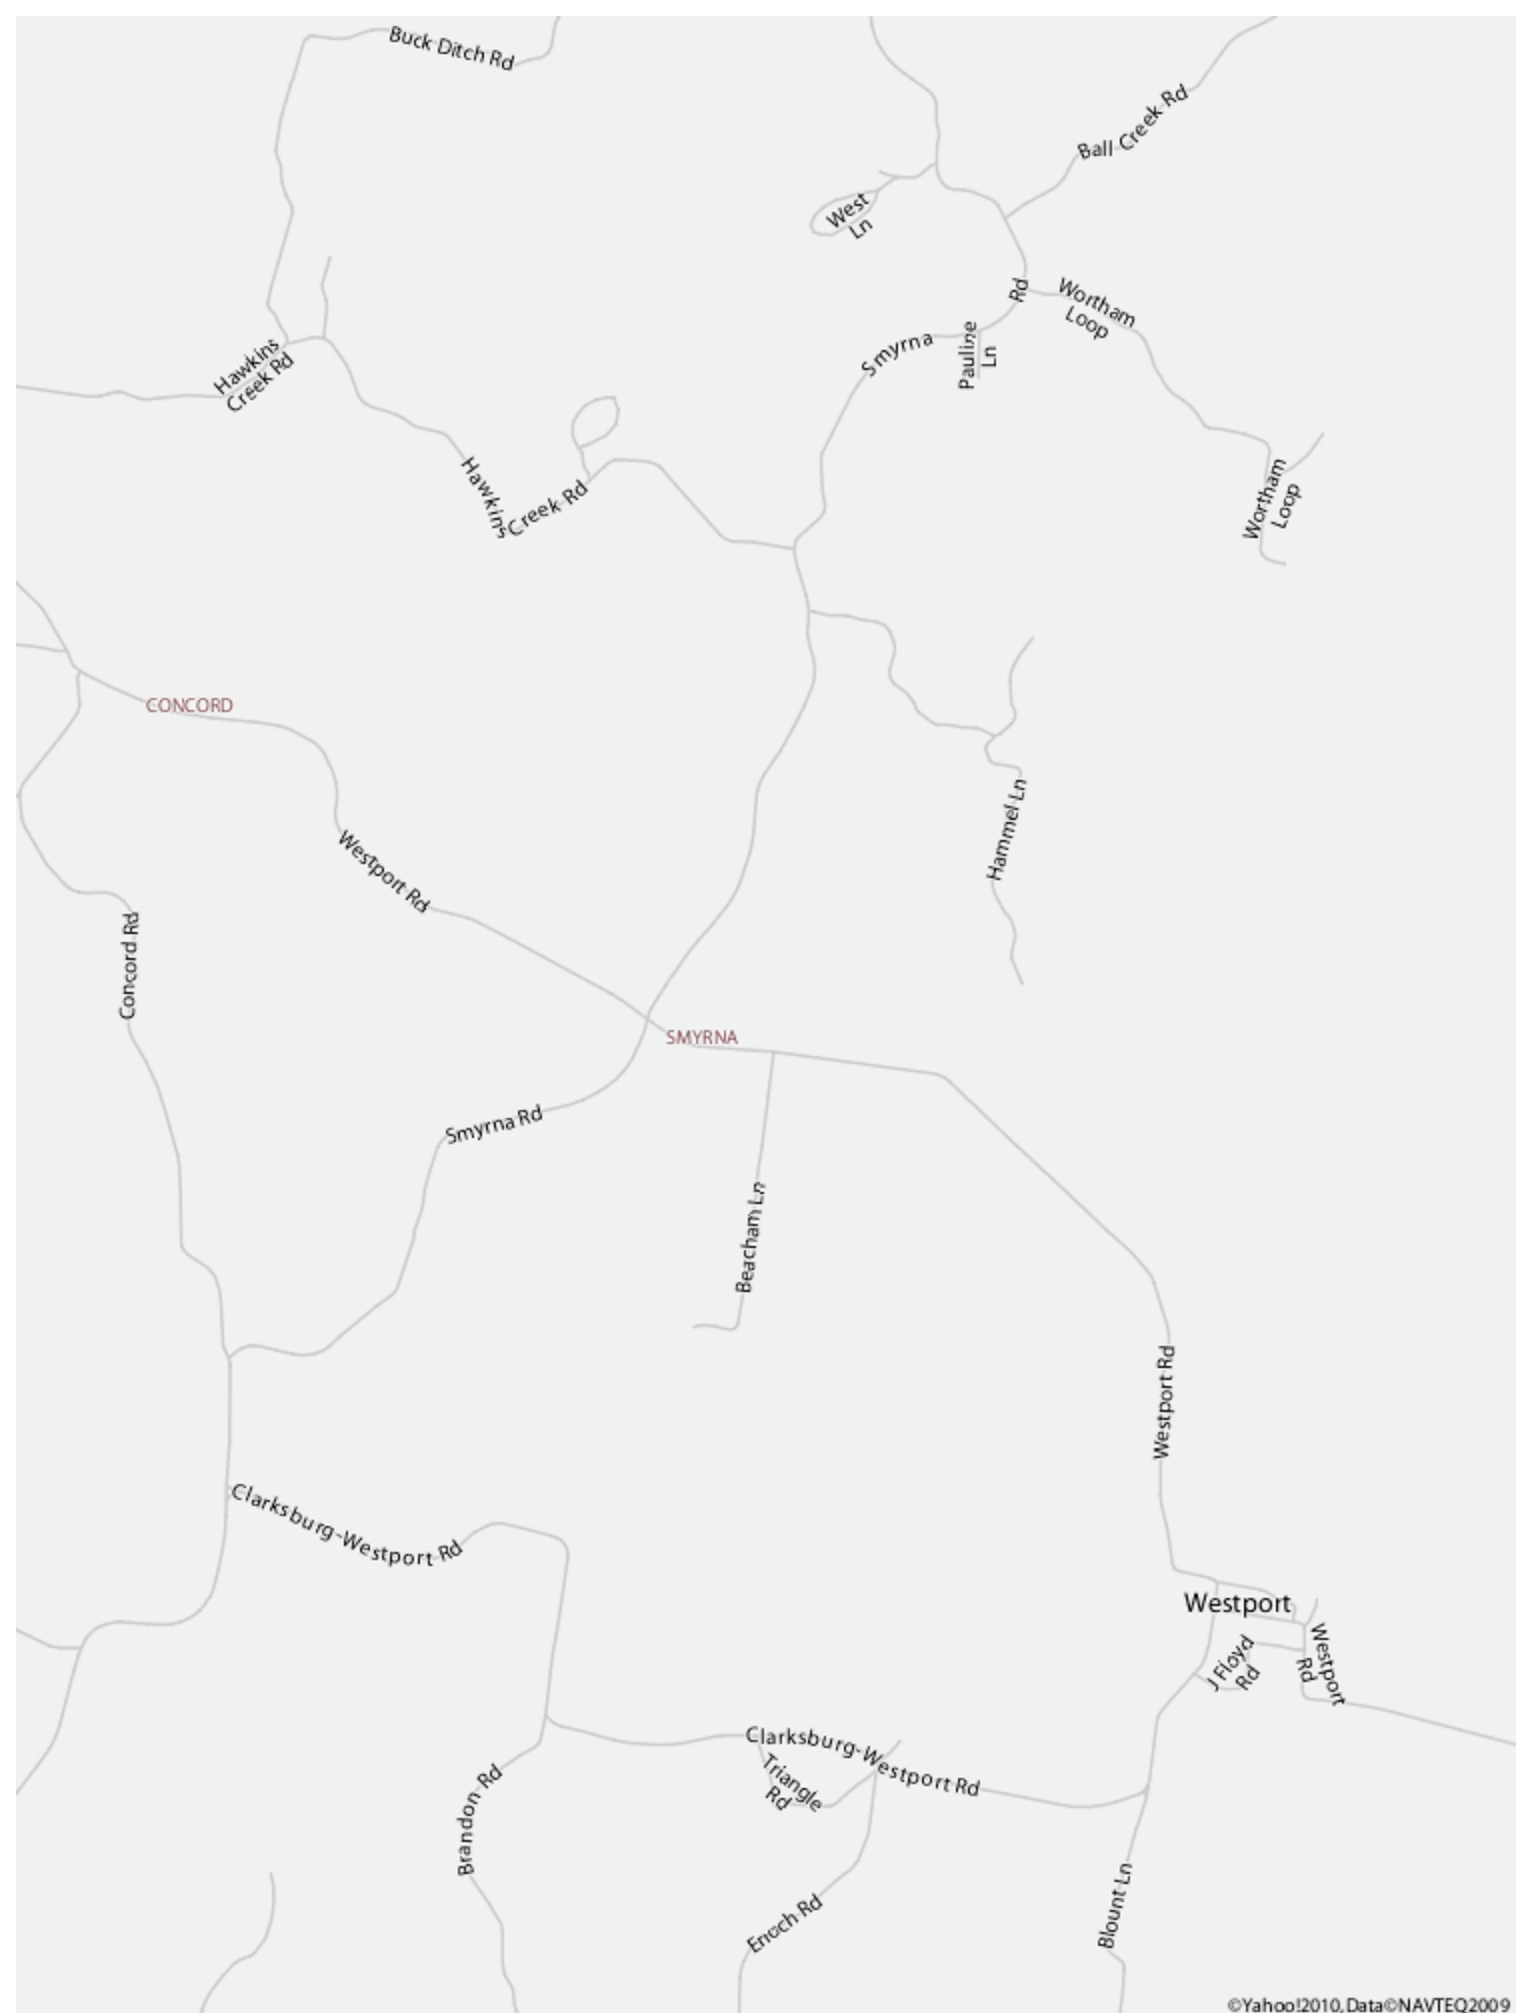 Buck Ditch Rd
Ball Creek Rd
West
Ln
Rd
Wortham
Loop
Smyrna
Pauline
Ln
Hawkins
Creek Rd
Hawkins
Creek Rd
Wortham
Loop
CONCORD
Hammel Ln
Westport Rd
Concord Rd
SMYRNA
Smyrna Rd
Beacham Ln
Westport Rd
Clarksburg-Westport Rd
Westport
J Floyd
Rd
Westport
Rd
Clarksburg-Westport Rd
Triangle
Rd
Brandon Rd
Enoch Rd
Blount Ln
©Yahoo!2010, Data©NAVTEQ2009